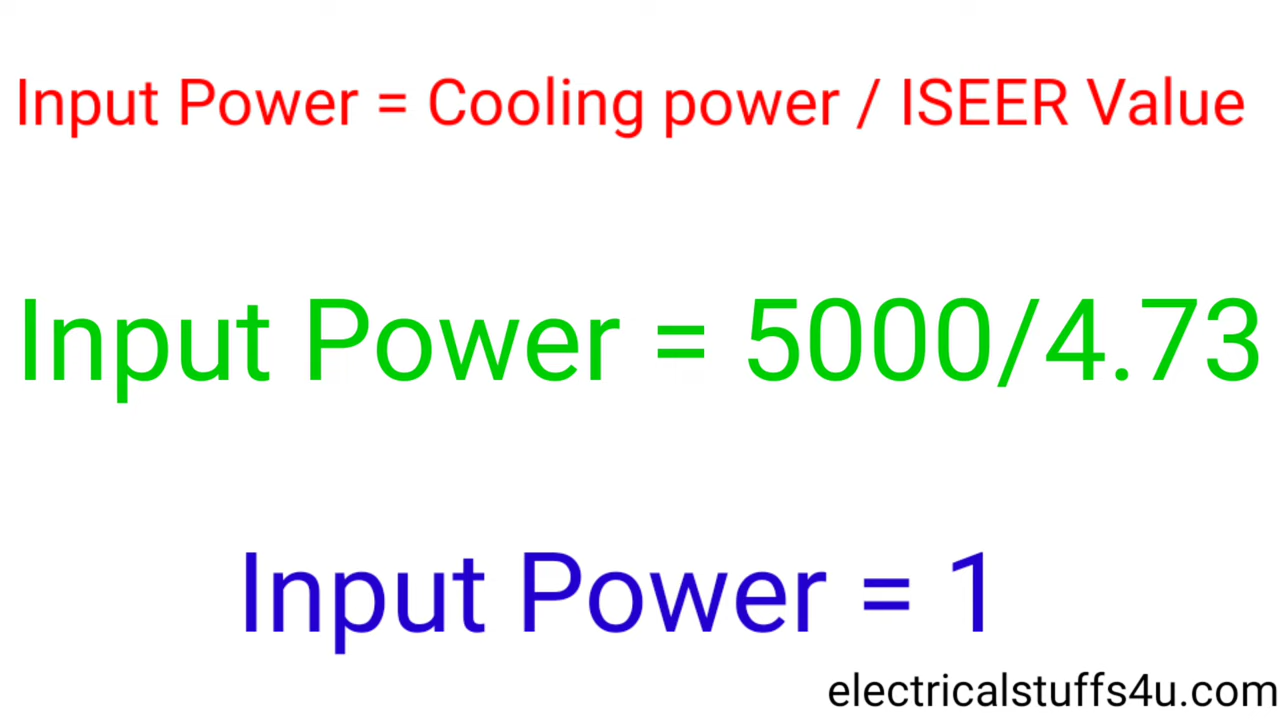 Input Power = Cooling power / ISEER Value
Input Power = 5000/4.73
Input Power = 1
electricalstuffs4u.com